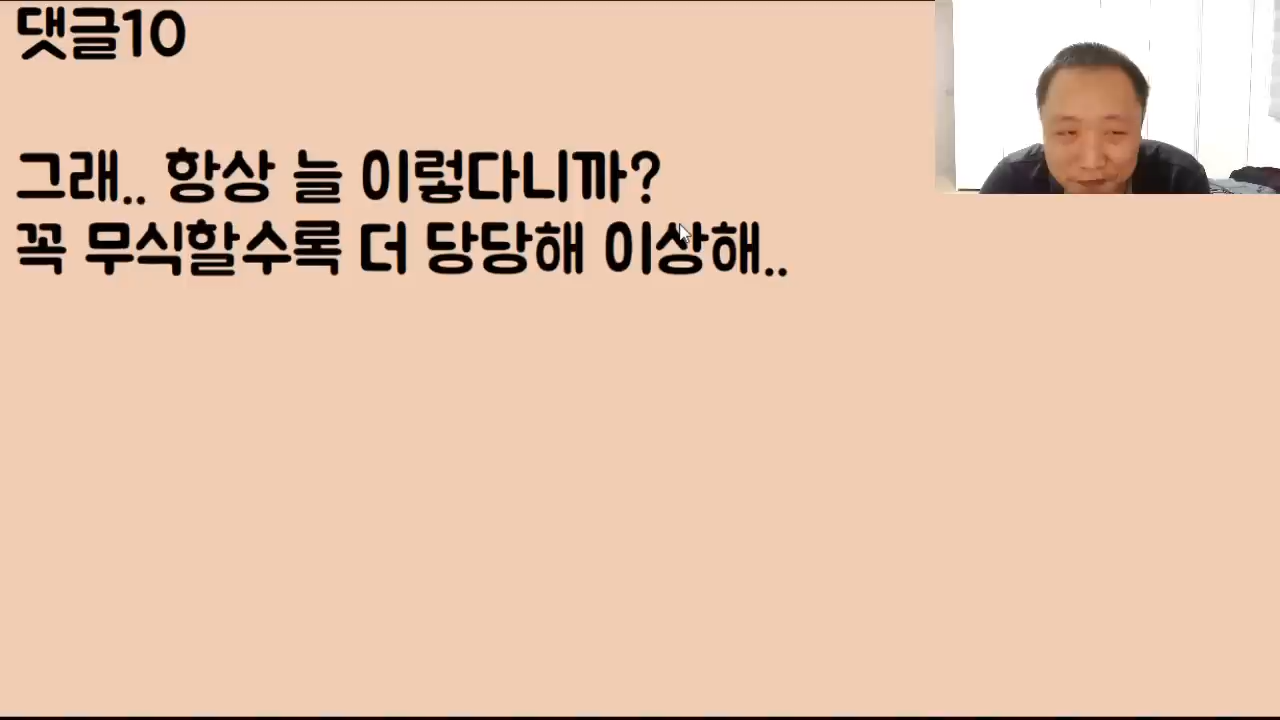 댓글10
그래.. 항상 늘 이렇다니까?
꼭 무식할수록 더 당당해 이상해..